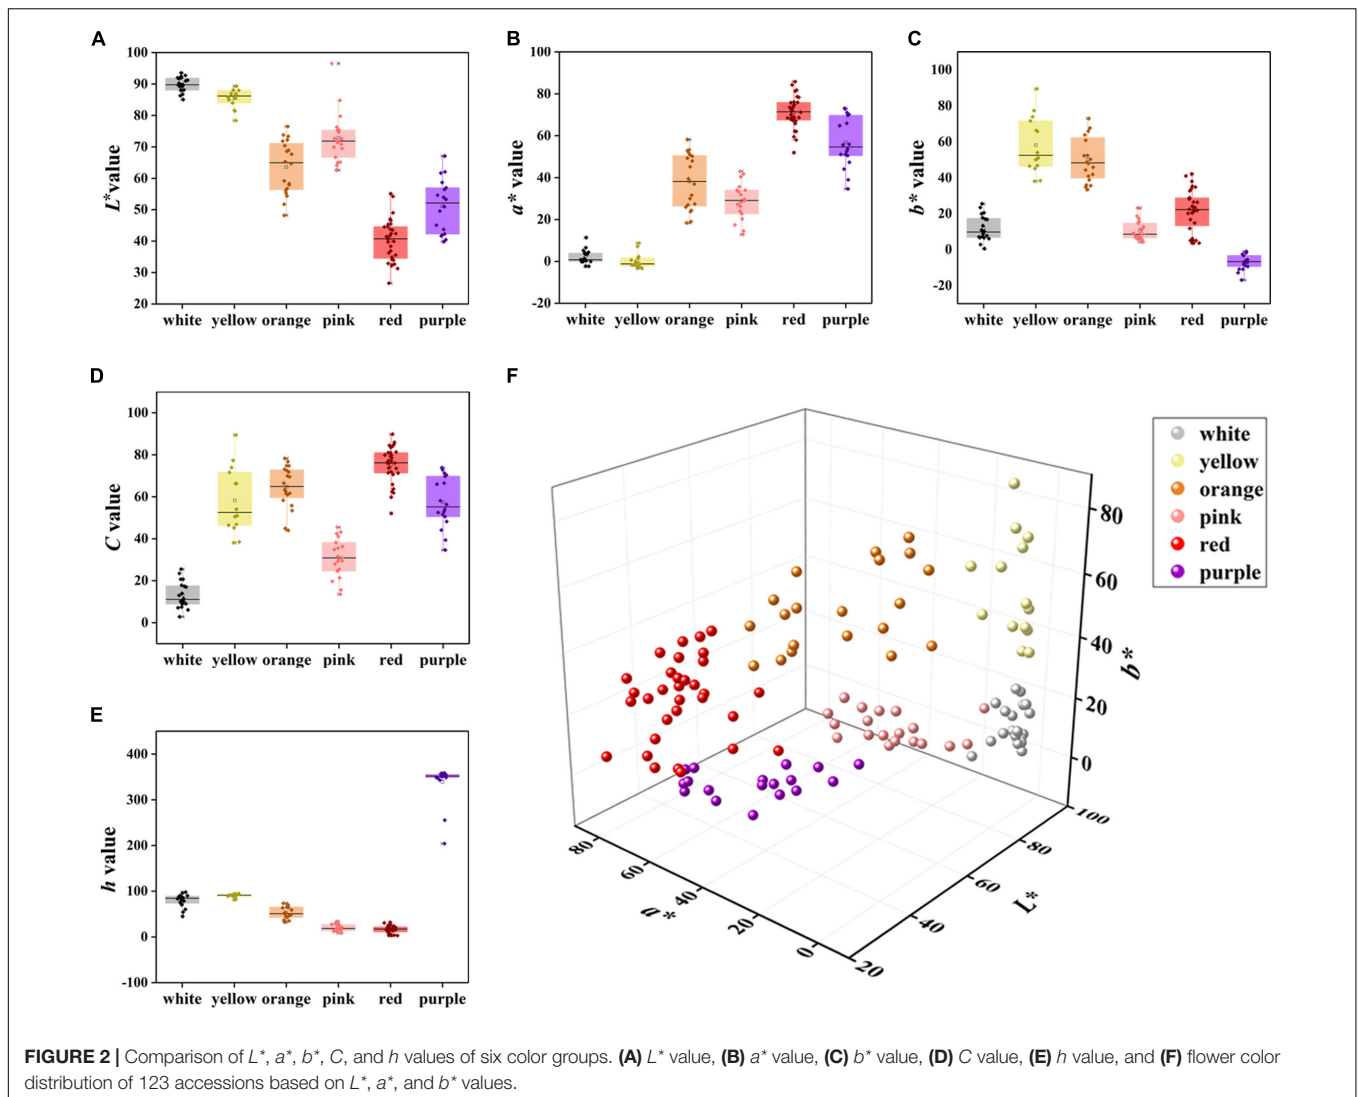 A
100
90
80
70
60
50
40
30
20
L* value
white yellow orange pink red purple
B
100
80
60
40
20
0
-20
a* value
white yellow orange pink red purple
C
100
80
60
40
20
0
-20
b* value
white yellow orange pink red purple
D
100
80
60
40
20
0
C value
white yellow orange pink red purple
E
400
300
200
100
0
-100
h value
white yellow orange pink red purple
F
white
yellow
orange
pink
red
purple
80
60
40
20
0
b*
100
80
60
40
20
L*
80
60
40
20
0
a*
FIGURE 2 | Comparison of L*, a*, b*, C, and h values of six color groups. (A) L* value, (B) a* value, (C) b* value, (D) C value, (E) h value, and (F) flower color
distribution of 123 accessions based on L*, a*, and b* values.